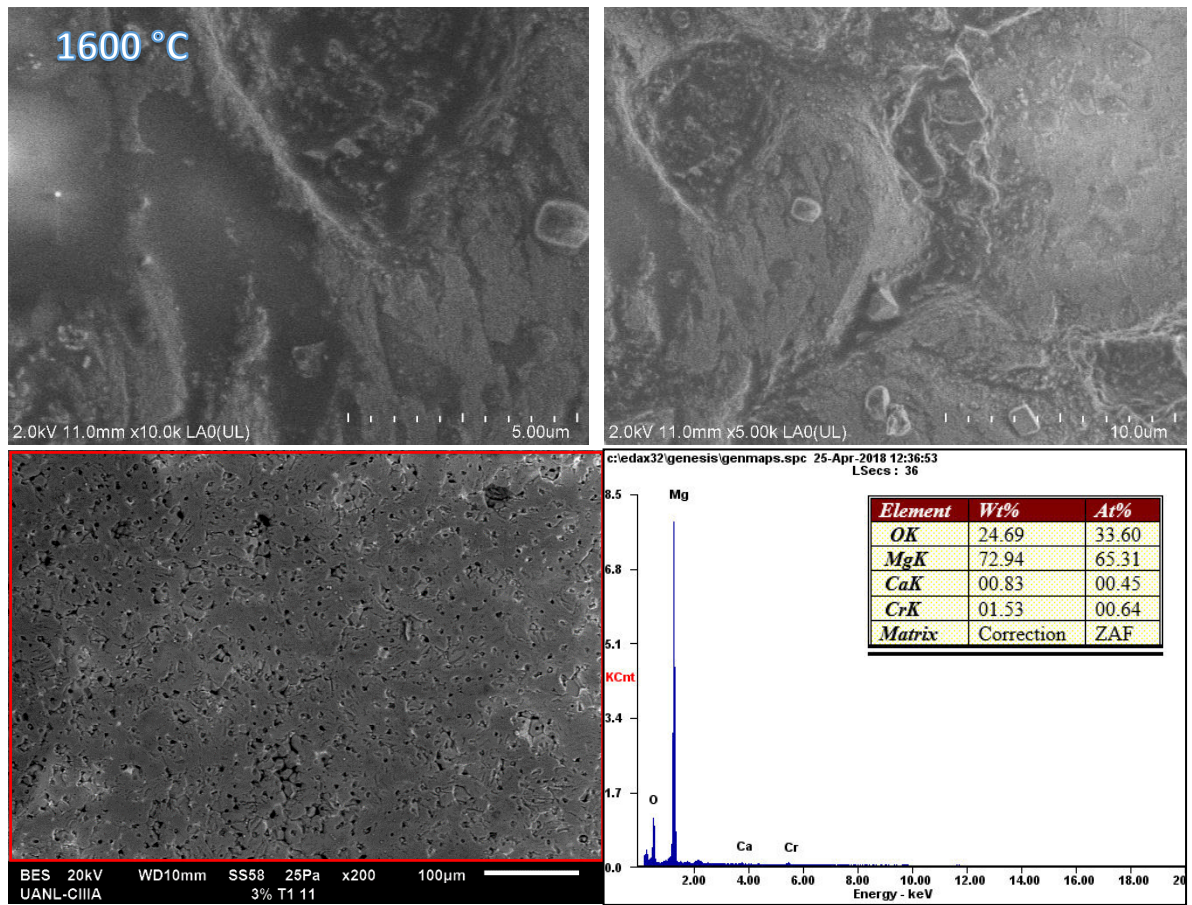 1600 °C
2.0kV 11.0mm x10.0k LA0(UL) 5.00um
2.0kV 11.0mm x5.00k LA0(UL) 10.0um
BES 20kV WD10mm SS58 25Pa x200 100µm
UANL-CIIIA 3% T1 11
c:\edax32\genesis\genmaps.spc 25-Apr-2018 12:36:53
LSecs : 36
8.5
6.8
5.1
KCnt
3.4
1.7
0.0
Mg
O
Ca
Cr
Element Wt% At%
OK 24.69 33.60
MgK 72.94 65.31
CaK 00.83 00.45
CrK 01.53 00.64
Matrix Correction ZAF
2.00 4.00 6.00 8.00 10.00 12.00 14.00 16.00 18.00 20
Energy - keV